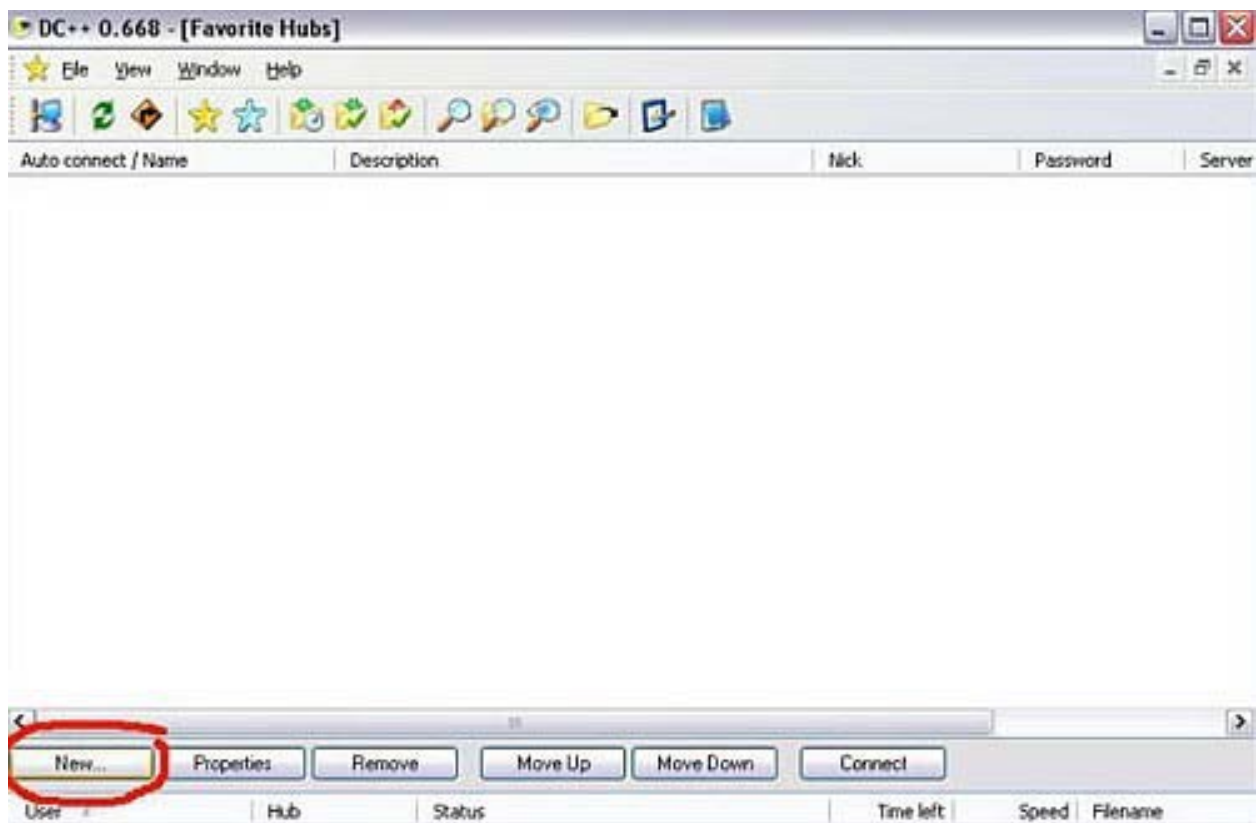 DC++ 0.668 - [Favorite Hubs]
File View Window Help
Auto connect / Name Description Nick Password Server
New... Properties Remove Move Up Move Down Connect
User Hub Status Time left Speed Filename